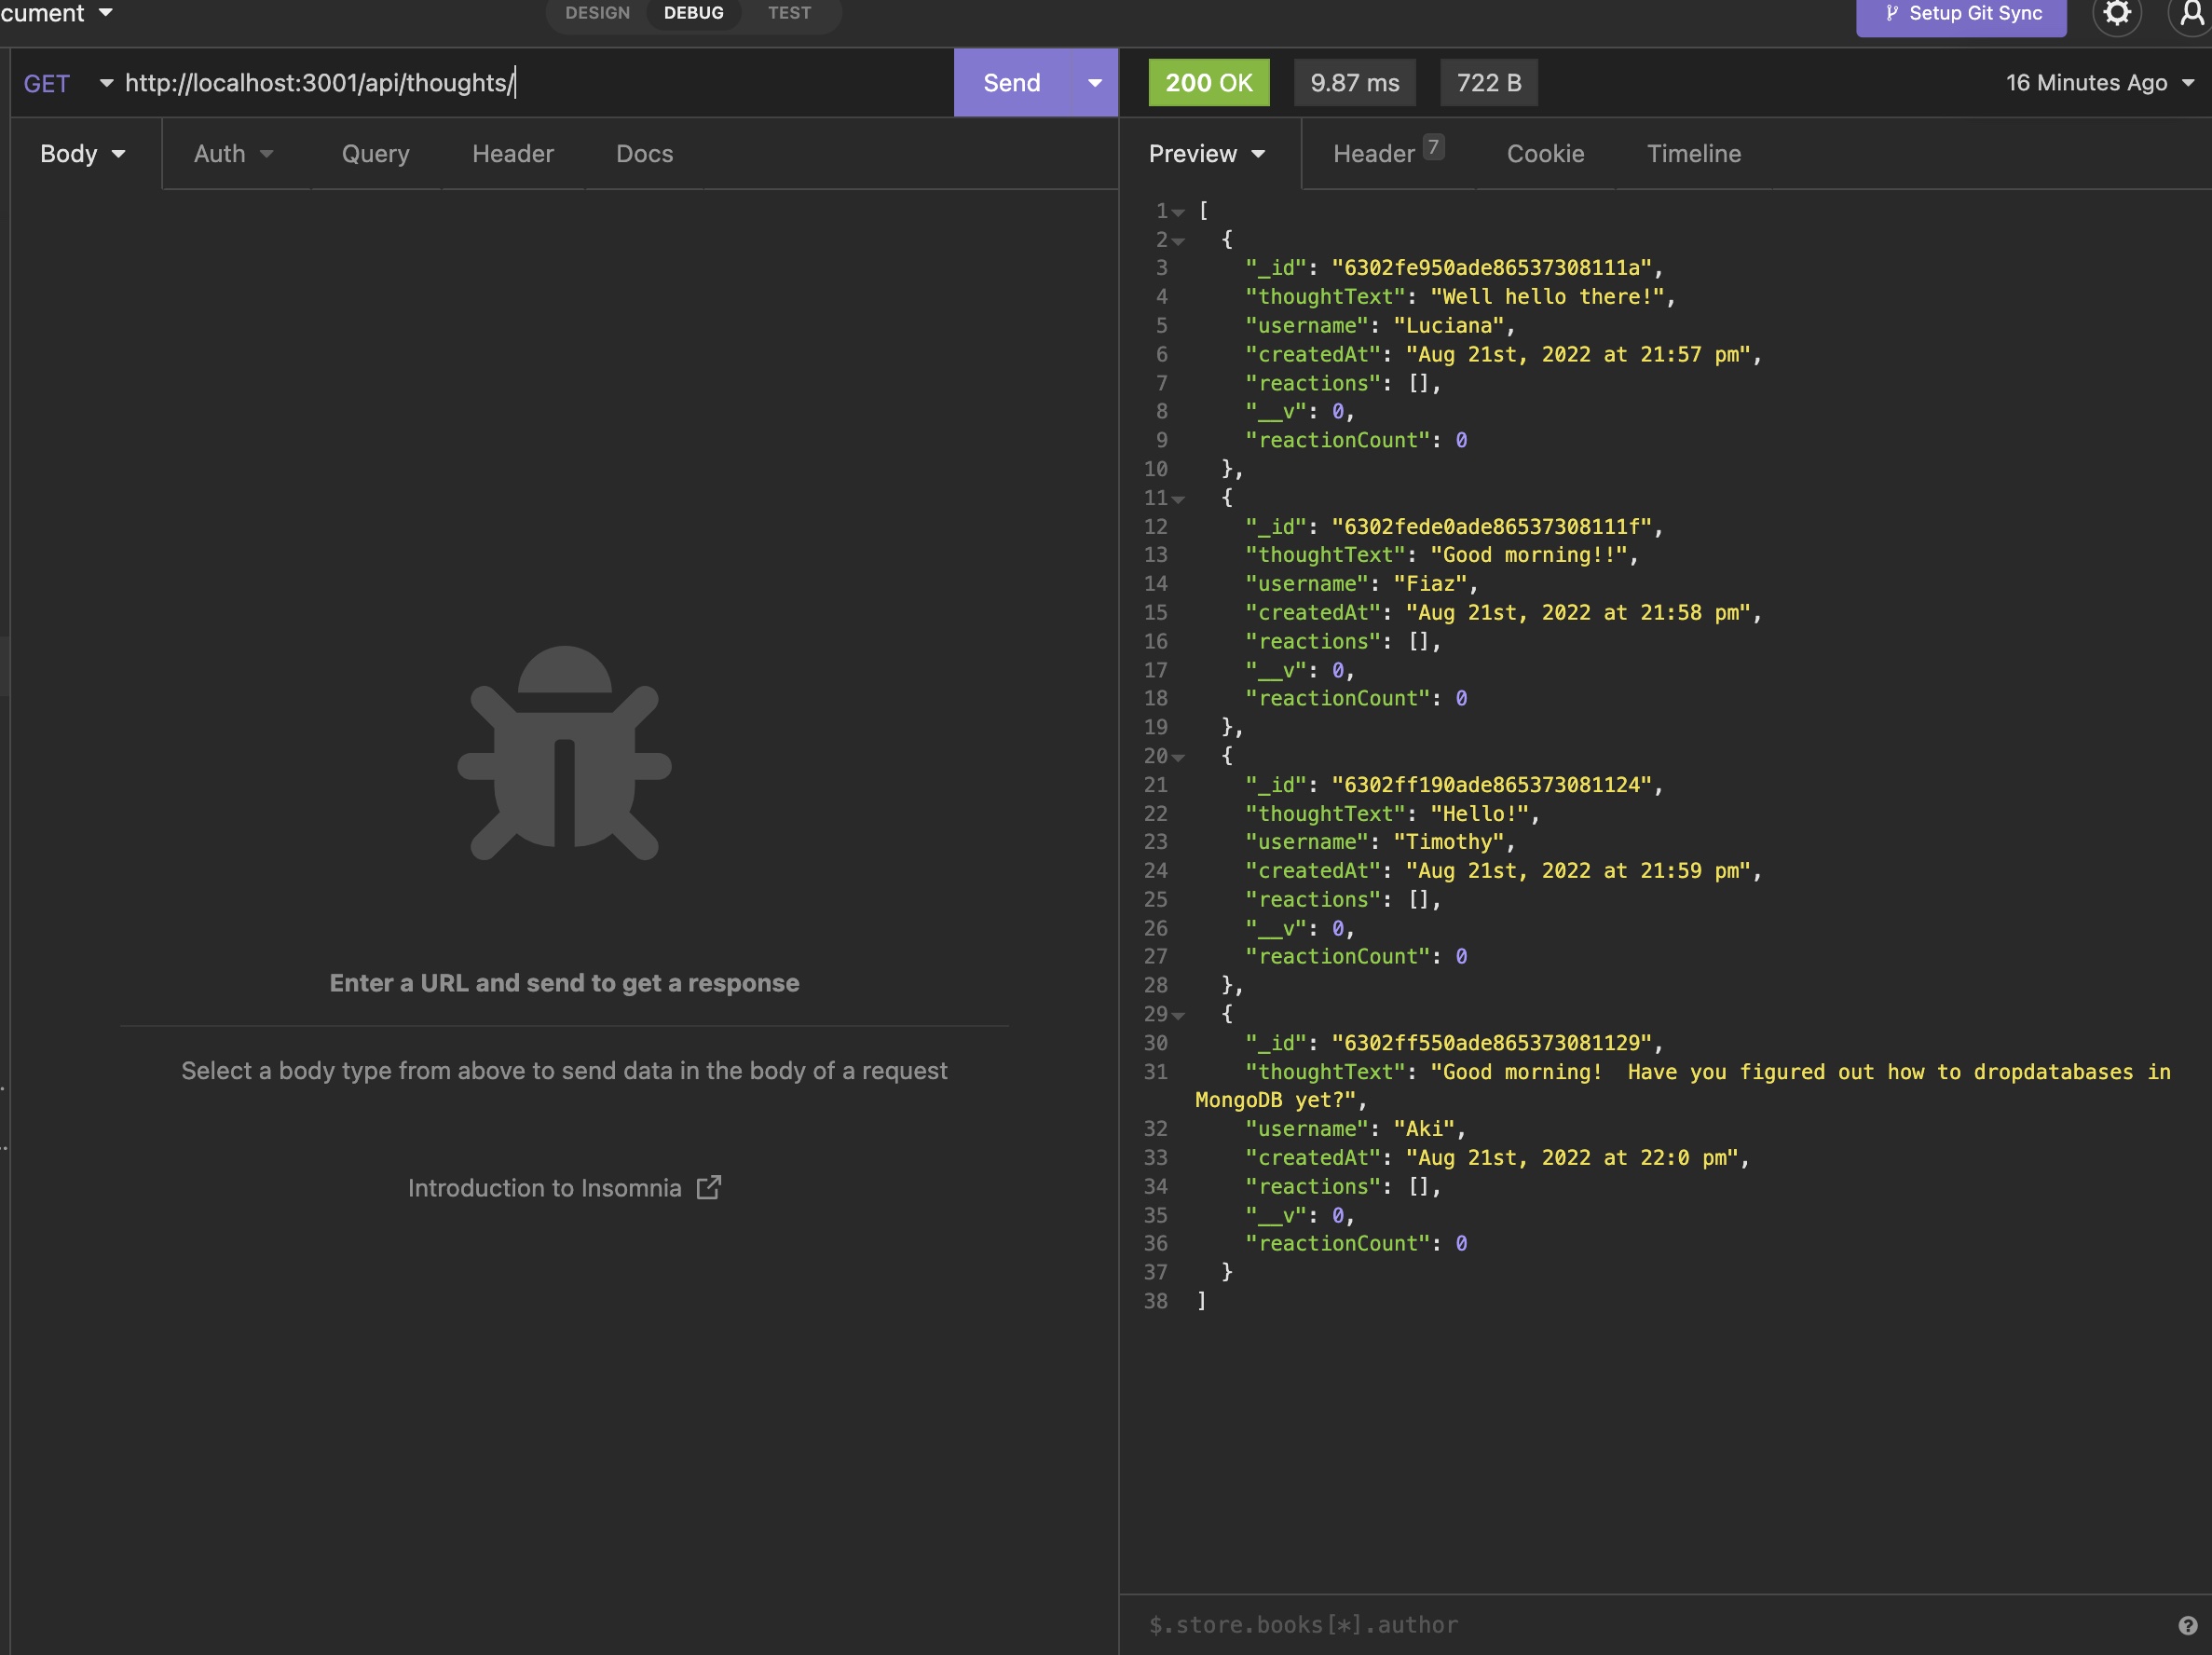 cument
DESIGN DEBUG TEST
Setup Git Sync
GET http://localhost:3001/api/thoughts/
Send
200 OK 9.87 ms 722 B
16 Minutes Ago
Body Auth Query Header Docs
Preview Header 7 Cookie Timeline
Enter a URL and send to get a response
Select a body type from above to send data in the body of a request
Introduction to Insomnia
1 [
2 {
3 "_id": "6302fe950ade86537308111a",
4 "thoughtText": "Well hello there!",
5 "username": "Luciana",
6 "createdAt": "Aug 21st, 2022 at 21:57 pm",
7 "reactions": [],
8 "__v": 0,
9 "reactionCount": 0
10 },
11 {
12 "_id": "6302fede0ade86537308111f",
13 "thoughtText": "Good morning!!",
14 "username": "Fiaz",
15 "createdAt": "Aug 21st, 2022 at 21:58 pm",
16 "reactions": [],
17 "__v": 0,
18 "reactionCount": 0
19 },
20 {
21 "_id": "6302ff190ade865373081124",
22 "thoughtText": "Hello!",
23 "username": "Timothy",
24 "createdAt": "Aug 21st, 2022 at 21:59 pm",
25 "reactions": [],
26 "__v": 0,
27 "reactionCount": 0
28 },
29 {
30 "_id": "6302ff550ade865373081129",
31 "thoughtText": "Good morning!  Have you figured out how to dropdatabases in
MongoDB yet?",
32 "username": "Aki",
33 "createdAt": "Aug 21st, 2022 at 22:0 pm",
34 "reactions": [],
35 "__v": 0,
36 "reactionCount": 0
37 }
38 ]
$.store.books[*].author